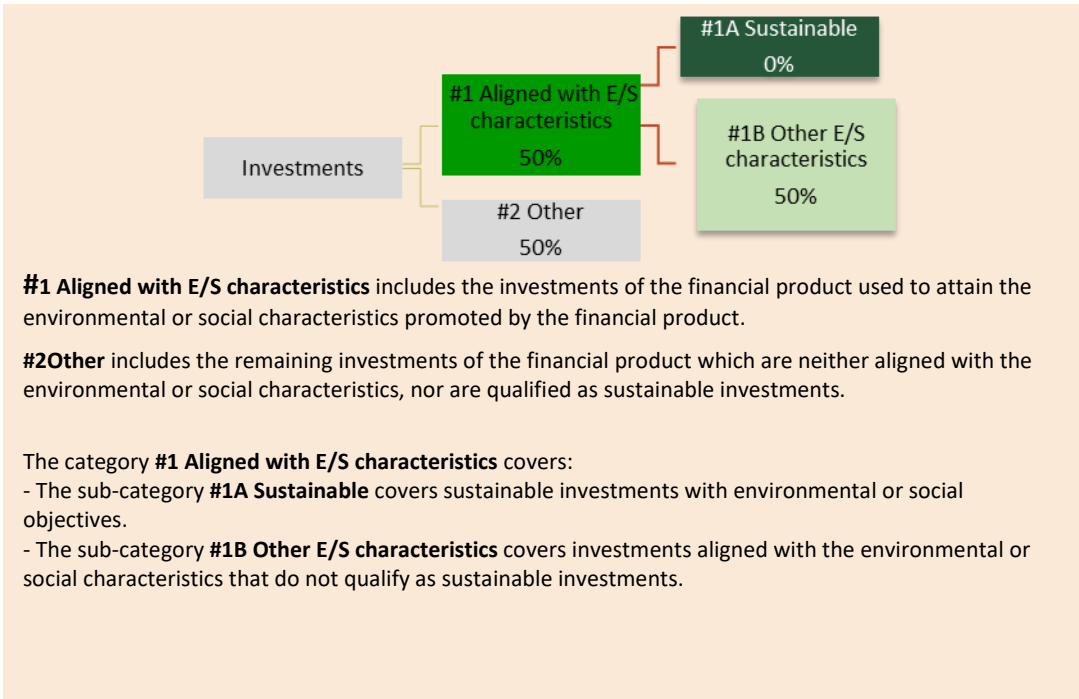 #1A Sustainable
0%
#1 Aligned with E/S
characteristics
50%
#1B Other E/S
characteristics
50%
Investments
#2 Other
50%
#1 Aligned with E/S characteristics includes the investments of the financial product used to attain the
environmental or social characteristics promoted by the financial product.
#2Other includes the remaining investments of the financial product which are neither aligned with the
environmental or social characteristics, nor are qualified as sustainable investments.
The category #1 Aligned with E/S characteristics covers:
- The sub-category #1A Sustainable covers sustainable investments with environmental or social
objectives.
- The sub-category #1B Other E/S characteristics covers investments aligned with the environmental or
social characteristics that do not qualify as sustainable investments.